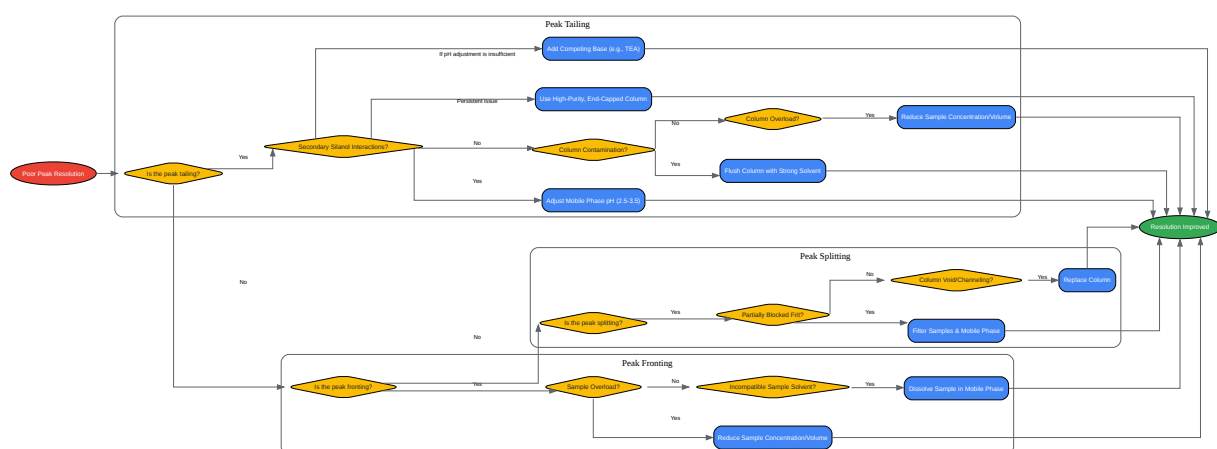 Peak Tailing
Add Competing Base (e.g., TEA)
If pH adjustment is insufficient
Use High-Purity, End-Capped Column
Persistent issue
Column Overload?
Yes
Reduce Sample Concentration/Volume
No
Secondary Silanol Interactions?
No
Column Contamination?
Yes
Poor Peak Resolution
Is the peak tailing?
Yes
Flush Column with Strong Solvent
Yes
Adjust Mobile Phase pH (2.5-3.5)
Resolution Improved
Peak Splitting
No
No
Column Void/Channeling?
Yes
Replace Column
Is the peak splitting?
Yes
Partially Blocked Frit?
Yes
Filter Samples & Mobile Phase
No
Peak Fronting
Is the peak fronting?
Yes
Sample Overload?
No
Incompatible Sample Solvent?
Yes
Dissolve Sample in Mobile Phase
Yes
Reduce Sample Concentration/Volume